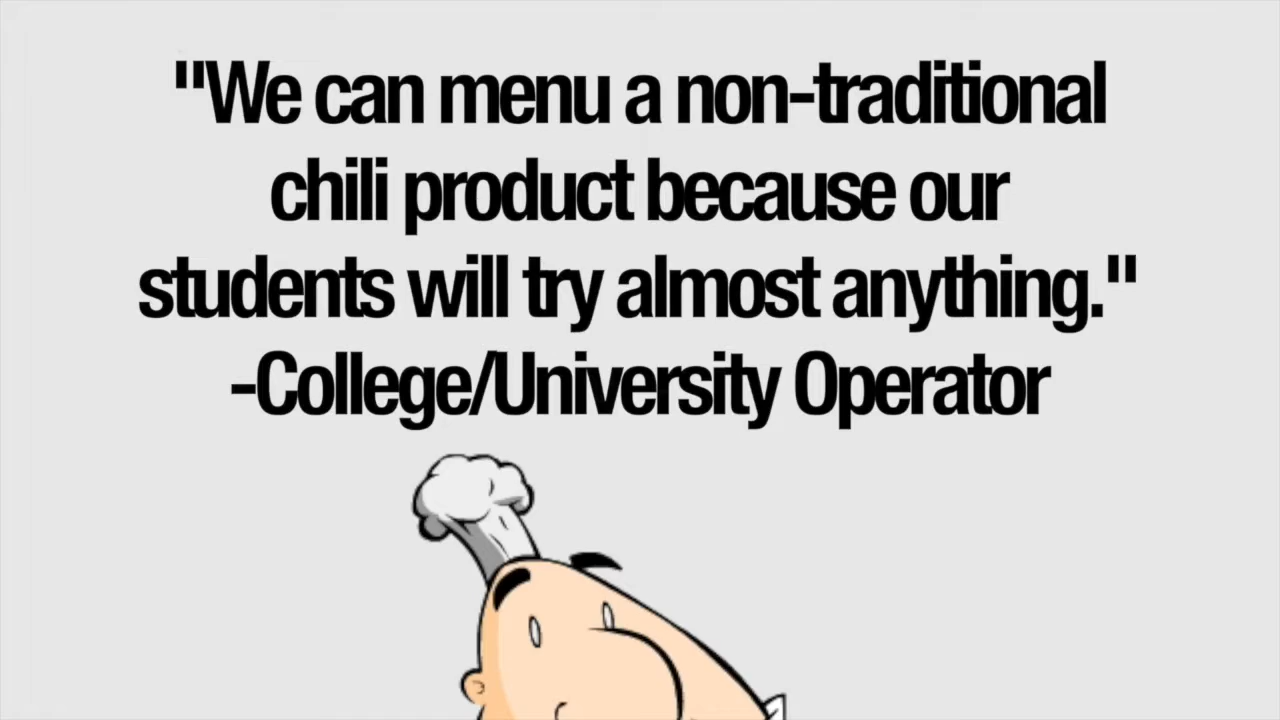 "We can menu a non-traditional
chili product because our
students will try almost anything."
-College/University Operator